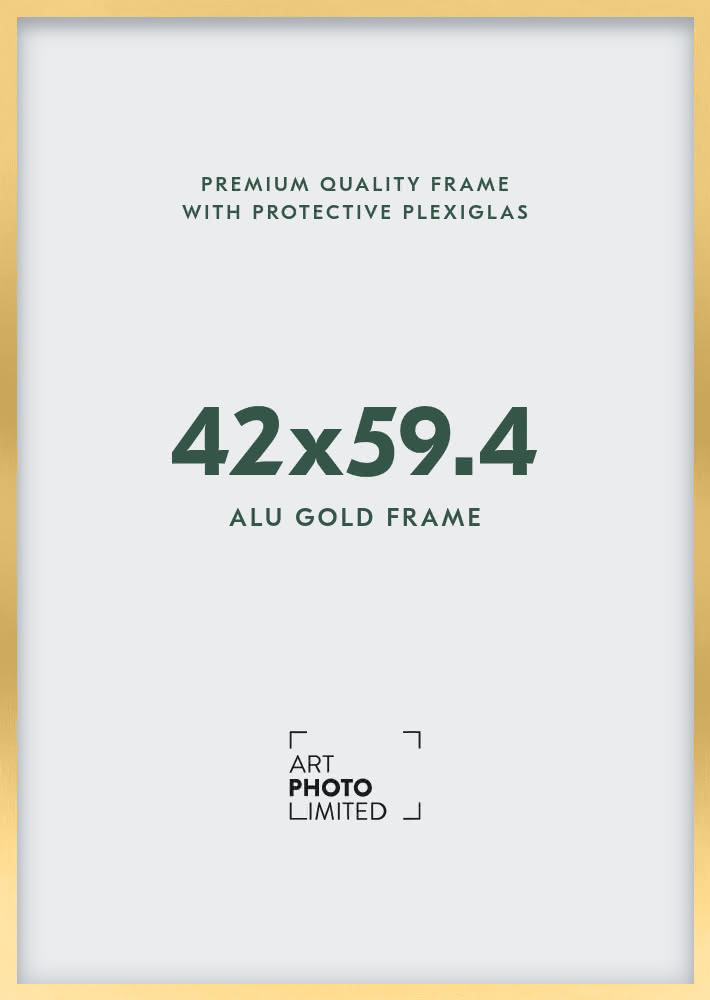 PREMIUM QUALITY FRAME
WITH PROTECTIVE PLEXIGLAS
42x59.4
ALU GOLD FRAME
ART
PHOTO
LIMITED